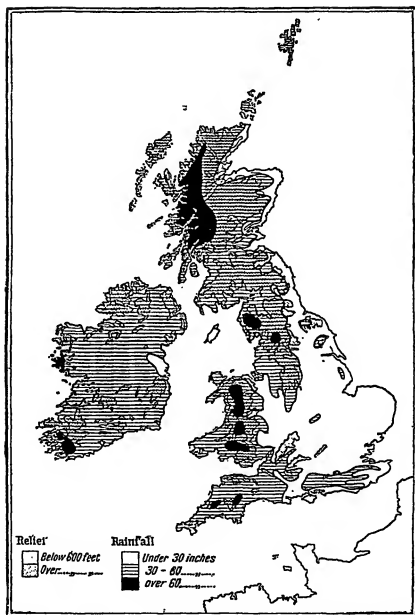 Relief
Below 600 feet
Over „ „
Rainfall
Under 30 inches
30 - 60 „
over 60 „